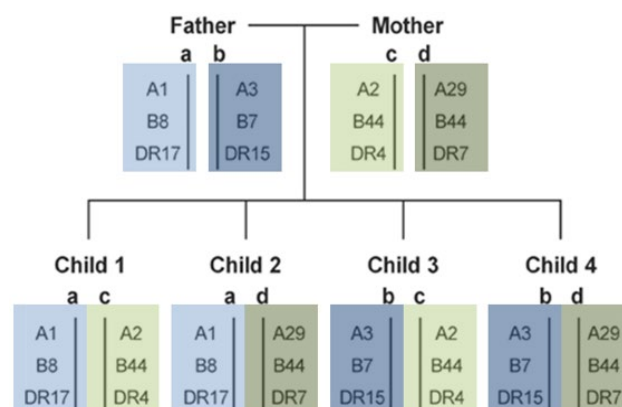 Father Mother
a b c d
A1 A3 A2 A29
B8 B7 B44 B44
DR17 DR15 DR4 DR7
Child 1 Child 2 Child 3 Child 4
a c a d b c b d
A1 A2 A1 A29 A3 A2 A3 A29
B8 B44 B8 B44 B7 B44 B7 B44
DR17 DR4 DR17 DR7 DR15 DR4 DR15 DR7